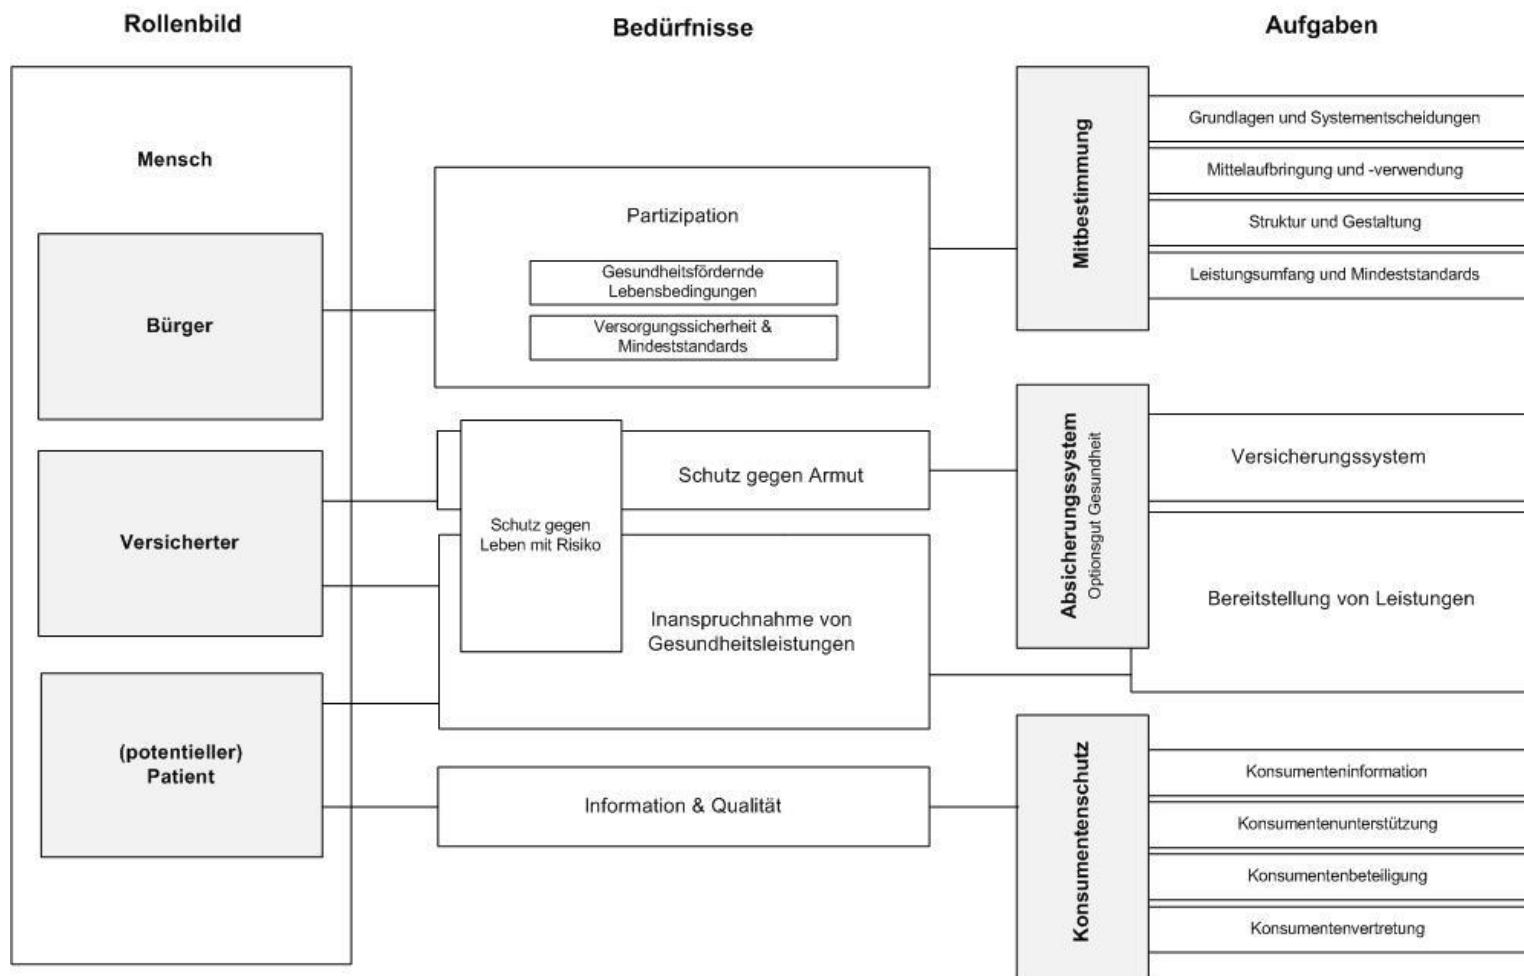 Rollenbild
Bedürfnisse
Aufgaben
Mensch
Bürger
Versicherter
(potentieller)
Patient
Partizipation
Gesundheitsfördernde
Lebensbedingungen
Versorgungssicherheit &
Mindeststandards
Schutz gegen Armut
Schutz gegen
Leben mit Risiko
Inanspruchnahme von
Gesundheitsleistungen
Information & Qualität
Mitbestimmung
Grundlagen und Systementscheidungen
Mittelaufbringung und -verwendung
Struktur und Gestaltung
Leistungsumfang und Mindeststandards
Absicherungssystem
Optionsgut Gesundheit
Versicherungssystem
Bereitstellung von Leistungen
Konsumentenschutz
Konsumenteninformation
Konsumentenunterstützung
Konsumentenbeteiligung
Konsumentenvertretung